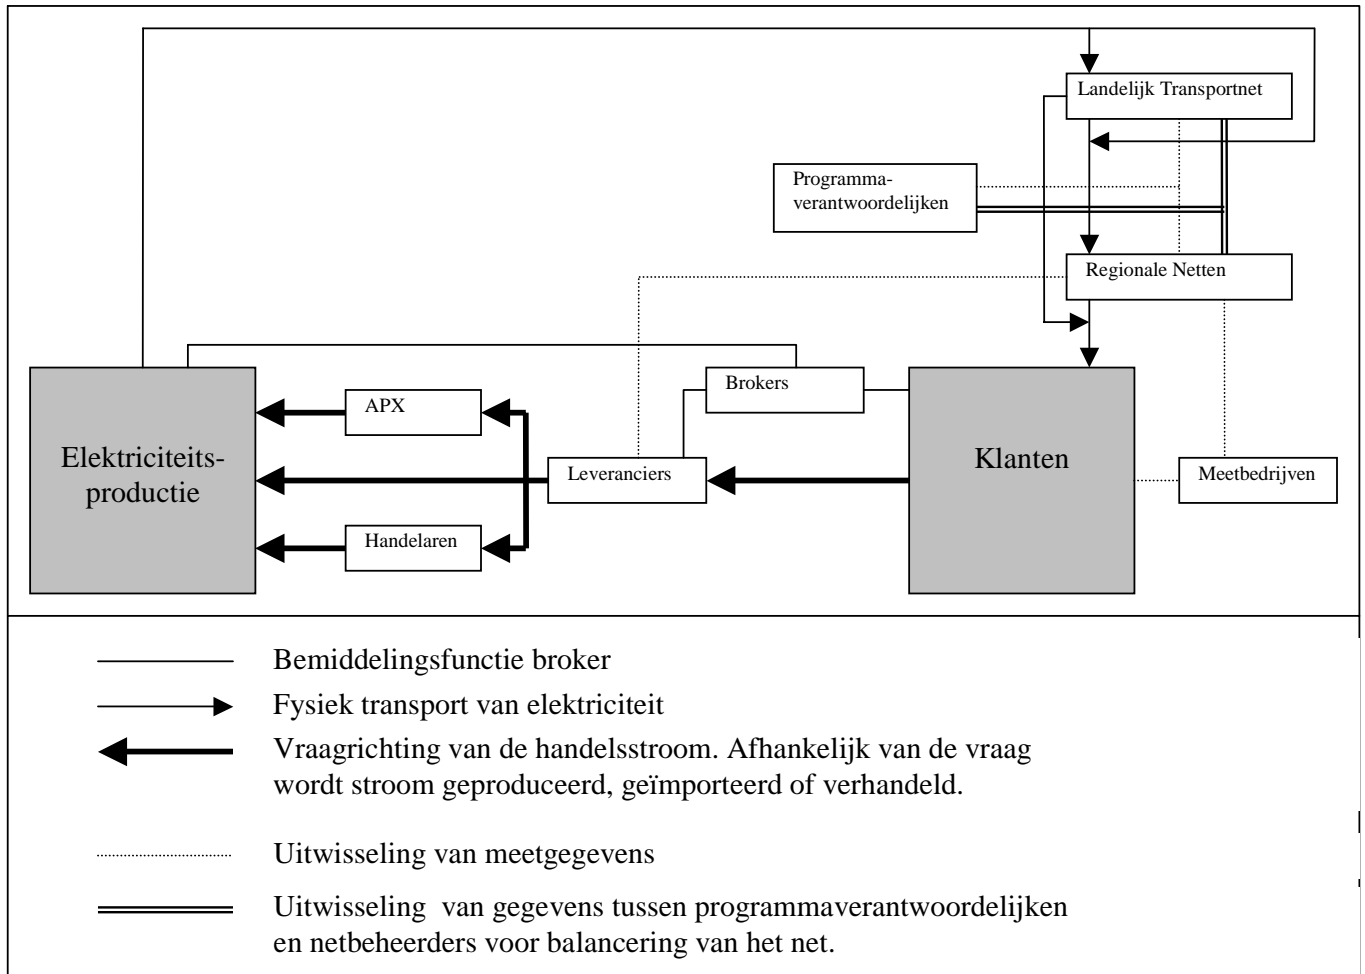 Landelijk Transportnet
Programma-
verantwoordelijken
Regionale Netten
Brokers
APX
Elektriciteits-
productie
Leveranciers
Klanten
Meetbedrijven
Handelaren
Bemiddelingsfunctie broker
Fysiek transport van elektriciteit
Vraagrichting van de handelsstroom. Afhankelijk van de vraag
wordt stroom geproduceerd, geïmporteerd of verhandeld.
Uitwisseling van meetgegevens
Uitwisseling van gegevens tussen programmaverantwoordelijken
en netbeheerders voor balancering van het net.